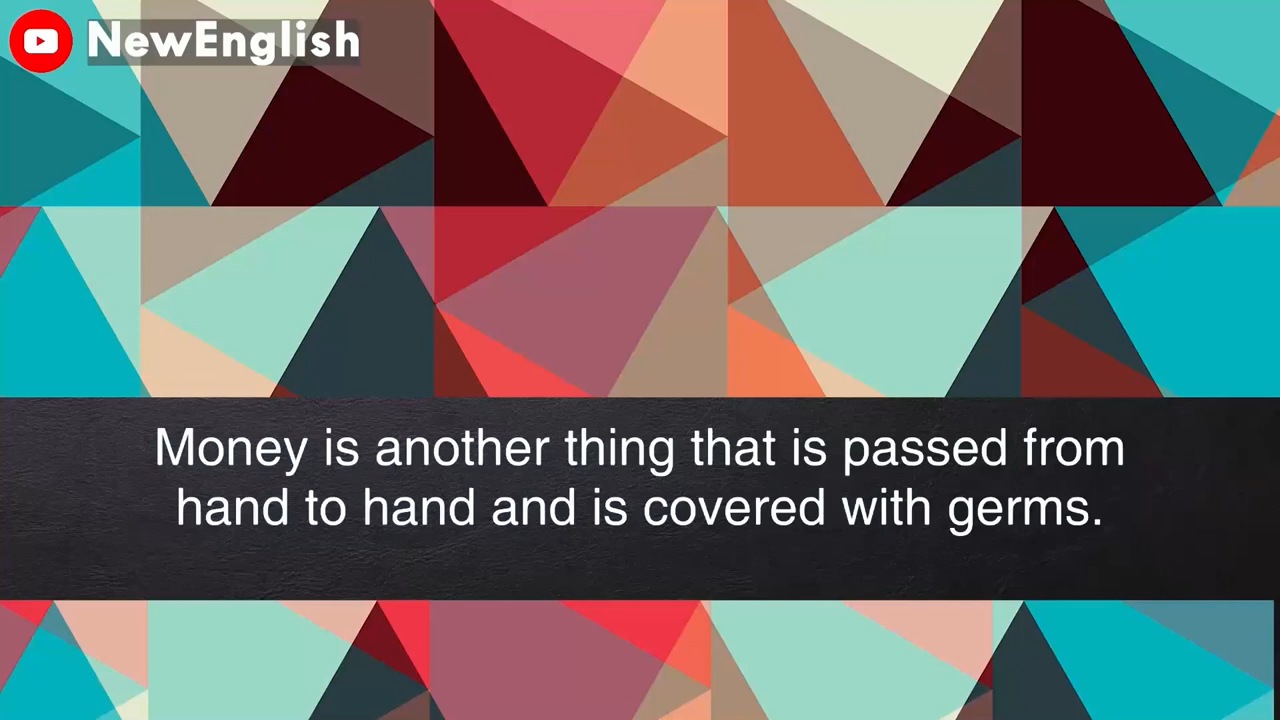 NewEnglish
Money is another thing that is passed from
hand to hand and is covered with germs.